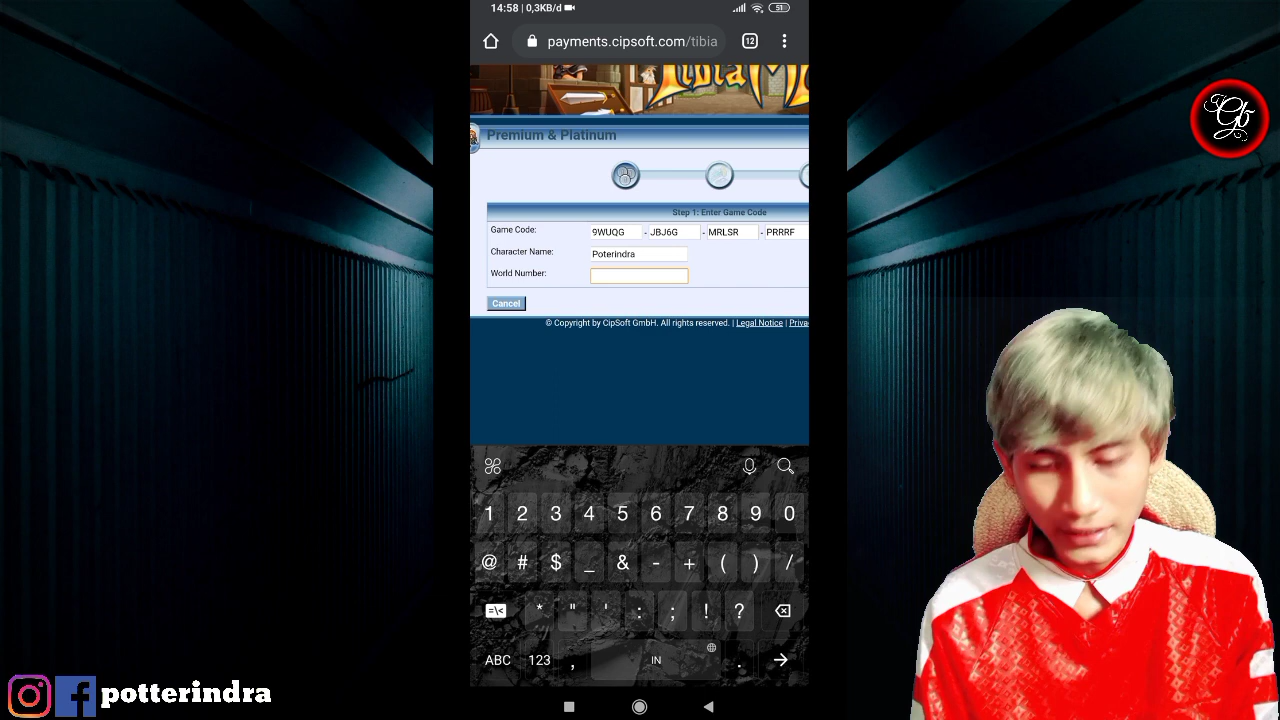 14:58 | 0,3KB/d 51
payments.cipsoft.com/tibia 12
Premium & Platinum
Step 1: Enter Game Code
Game Code: 9WUQG - JBJ6G - MRLSR - PRRRF
Character Name: Poterindra
World Number:
Cancel
© Copyright by CipSoft GmbH. All rights reserved. | Legal Notice | Priva
1 2 3 4 5 6 7 8 9 0
@ # $ _ & - + ( ) /
=\< * " ' : ; ! ? 
ABC 123 , IN .
potterindra